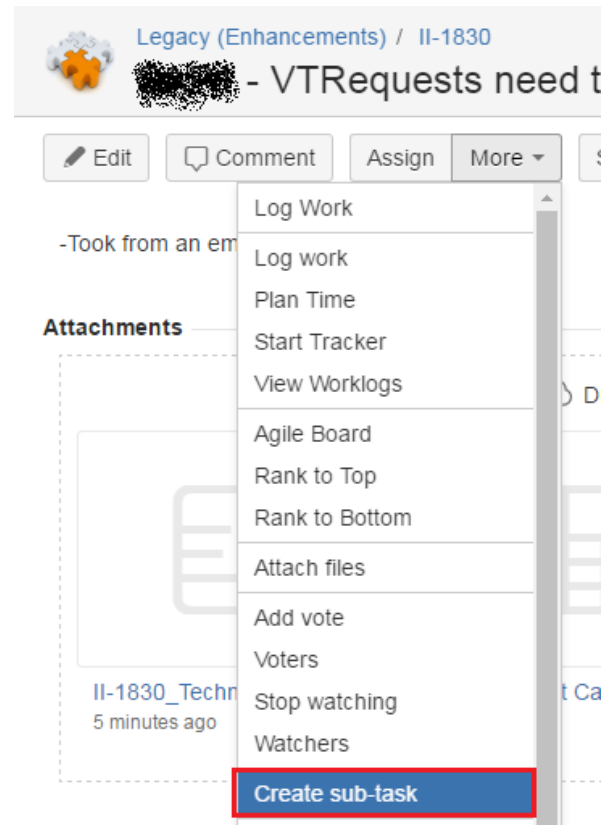 Legacy (Enhancements) / II-1830
- VTRequests need t
Edit Comment Assign More
Log Work
-Took from an em
Log work
Plan Time
Attachments
Start Tracker
View Worklogs
D
Agile Board
Rank to Top
Rank to Bottom
Attach files
Add vote
Voters
II-1830_Techn
t Ca
Stop watching
5 minutes ago
Watchers
Create sub-task